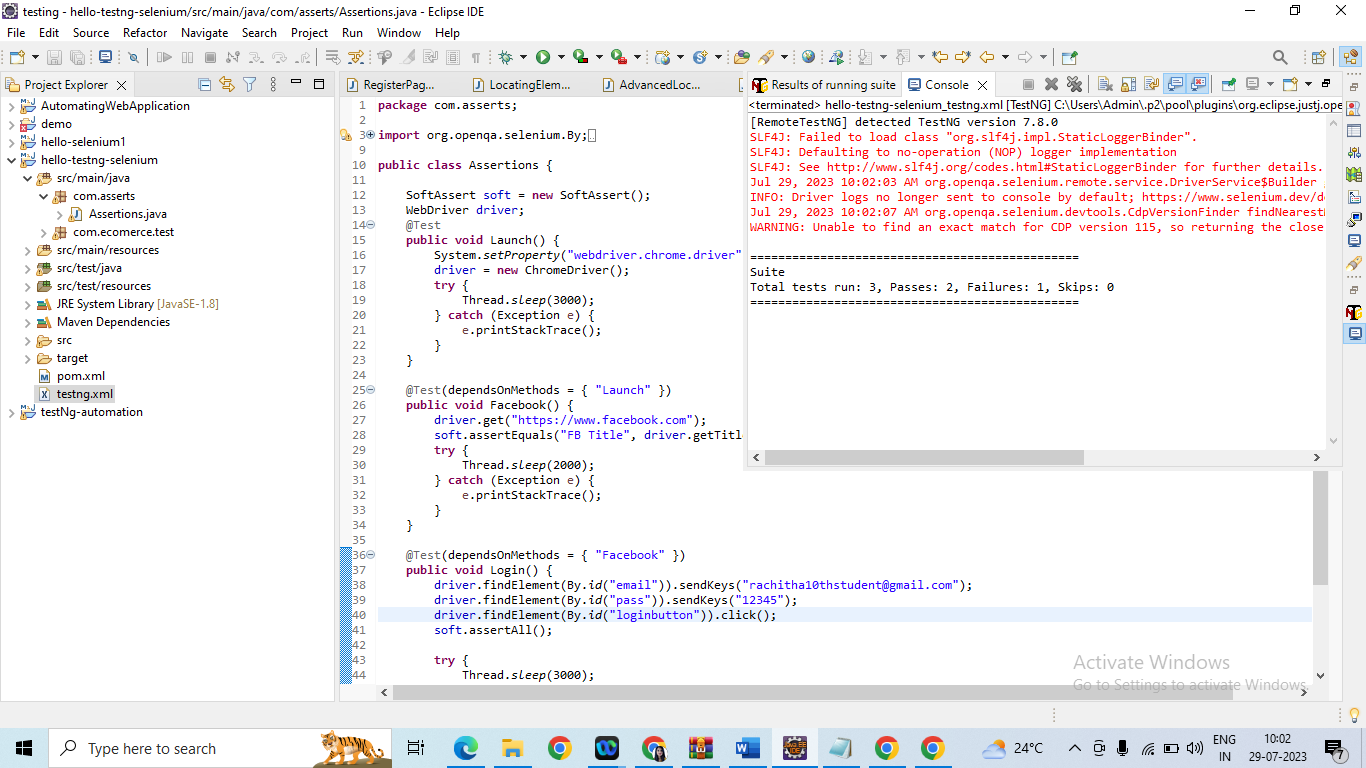 testing - hello-testng-selenium/src/main/java/com/asserts/Assertions.java - Eclipse IDE
File Edit Source Refactor Navigate Search Project Run Window Help
Project Explorer
AutomatingWebApplication
demo
hello-selenium1
hello-testng-selenium
src/main/java
com.asserts
Assertions.java
com.ecomerce.test
src/main/resources
src/test/java
src/test/resources
JRE System Library [JavaSE-1.8]
Maven Dependencies
src
target
pom.xml
testng.xml
testNg-automation
RegisterPag... LocatingElem... AdvancedLoc...
1 package com.asserts;
2
3 import org.openqa.selenium.By;
9
10 public class Assertions {
11
12 SoftAssert soft = new SoftAssert();
13 WebDriver driver;
14 @Test
15 public void Launch() {
16 System.setProperty("webdriver.chrome.driver"
17 driver = new ChromeDriver();
18 try {
19 Thread.sleep(3000);
20 } catch (Exception e) {
21 e.printStackTrace();
22 }
23 }
24
25 @Test(dependsOnMethods = { "Launch" })
26 public void Facebook() {
27 driver.get("https://www.facebook.com");
28 soft.assertEquals("FB Title", driver.getTitl
29 try {
30 Thread.sleep(2000);
31 } catch (Exception e) {
32 e.printStackTrace();
33 }
34 }
35
36 @Test(dependsOnMethods = { "Facebook" })
37 public void Login() {
38 driver.findElement(By.id("email")).sendKeys("rachitha10thstudent@gmail.com");
39 driver.findElement(By.id("pass")).sendKeys("12345");
40 driver.findElement(By.id("loginbutton")).click();
41 soft.assertAll();
42
43 try {
44 Thread.sleep(3000);
Results of running suite Console
<terminated> hello-testng-selenium_testng.xml [TestNG] C:\Users\Admin\.p2\pool\plugins\org.eclipse.justj.ope
[RemoteTestNG] detected TestNG version 7.8.0
SLF4J: Failed to load class "org.slf4j.impl.StaticLoggerBinder".
SLF4J: Defaulting to no-operation (NOP) logger implementation
SLF4J: See http://www.slf4j.org/codes.html#StaticLoggerBinder for further details.
Jul 29, 2023 10:02:03 AM org.openqa.selenium.remote.service.DriverService$Builder
INFO: Driver logs no longer sent to console by default; https://www.selenium.dev/d
Jul 29, 2023 10:02:07 AM org.openqa.selenium.devtools.CdpVersionFinder findNearest
WARNING: Unable to find an exact match for CDP version 115, so returning the close
===============================================
Suite
Total tests run: 3, Passes: 2, Failures: 1, Skips: 0
===============================================
Activate Windows
Go to Settings to activate Windows.
Type here to search
24°C
ENG
IN
10:02
29-07-2023
7